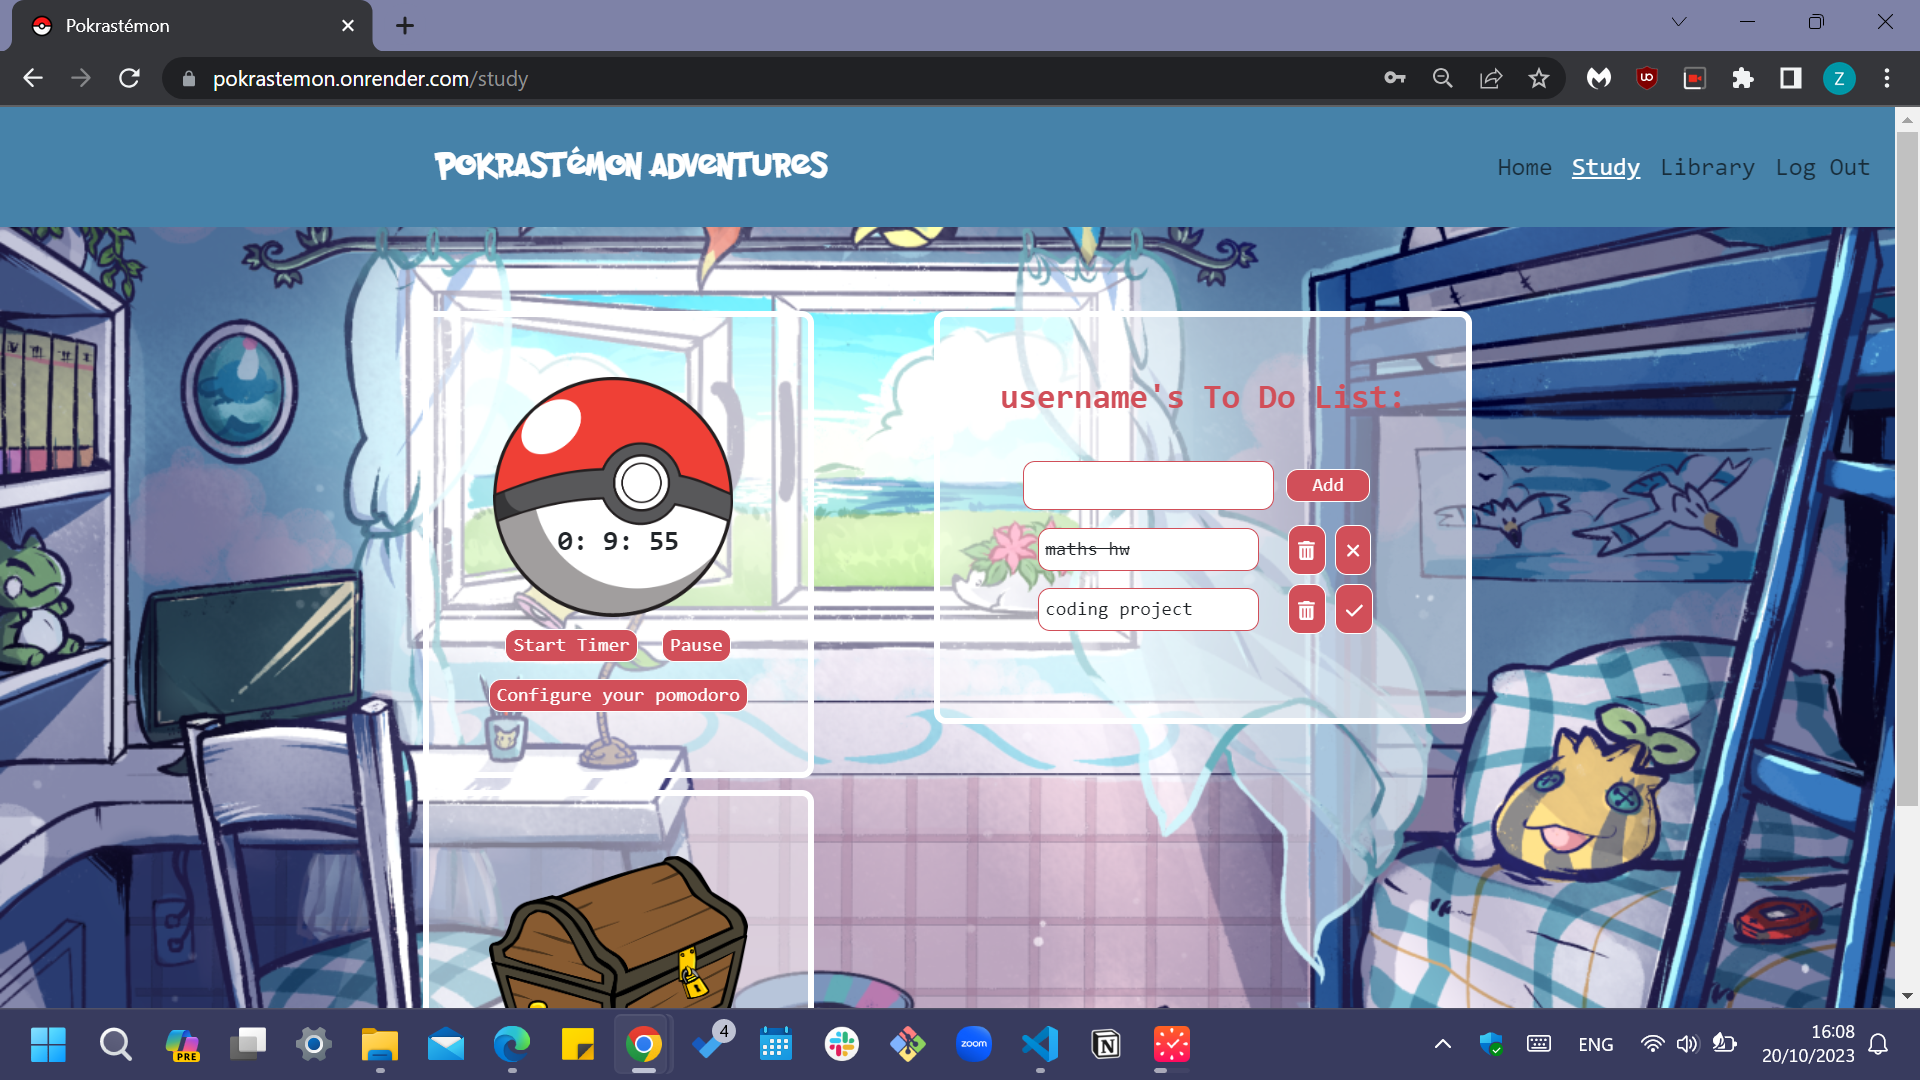 Pokrastémon
pokrastemon.onrender.com/study
Z
POKRASTéMON ADVENTURES
Home Study Library Log Out
username's To Do List:
Add
maths hw
coding project
0: 9: 55
Start Timer Pause
Configure your pomodoro
PRE
4
zoom
ENG
16:08
20/10/2023